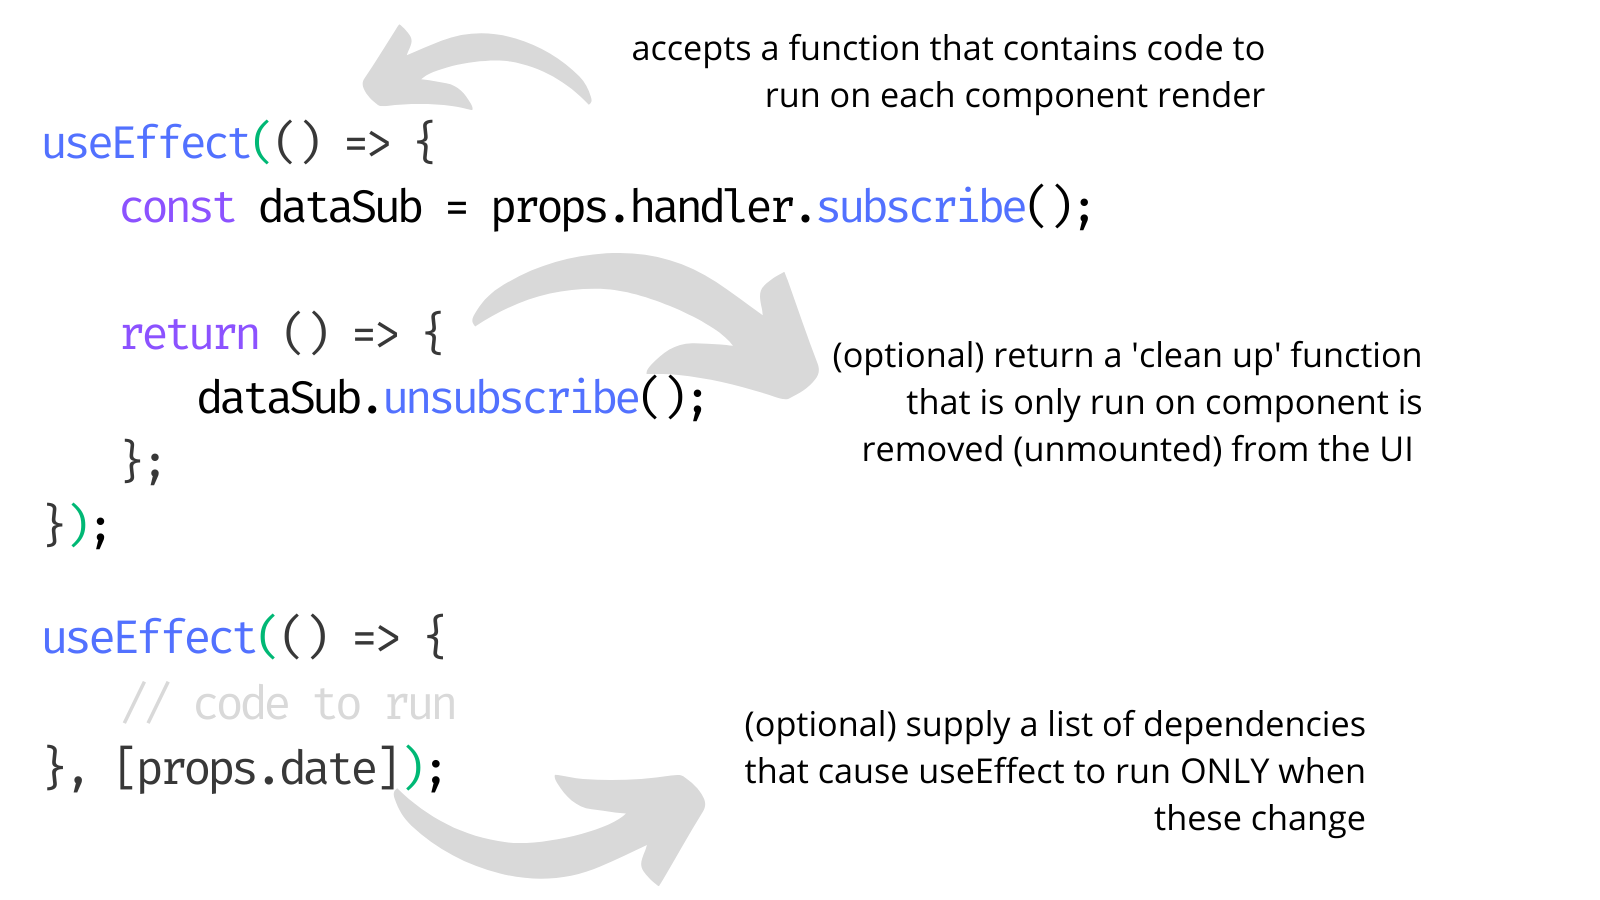 accepts a function that contains code to
run on each component render
useEffect(() => {
const dataSub = props.handler.subscribe();
return () => {
dataSub.unsubscribe();
};
});
(optional) return a 'clean up' function
that is only run on component is
removed (unmounted) from the UI
useEffect(() => {
// code to run
}, [props.date]);
(optional) supply a list of dependencies
that cause useEffect to run ONLY when
these change